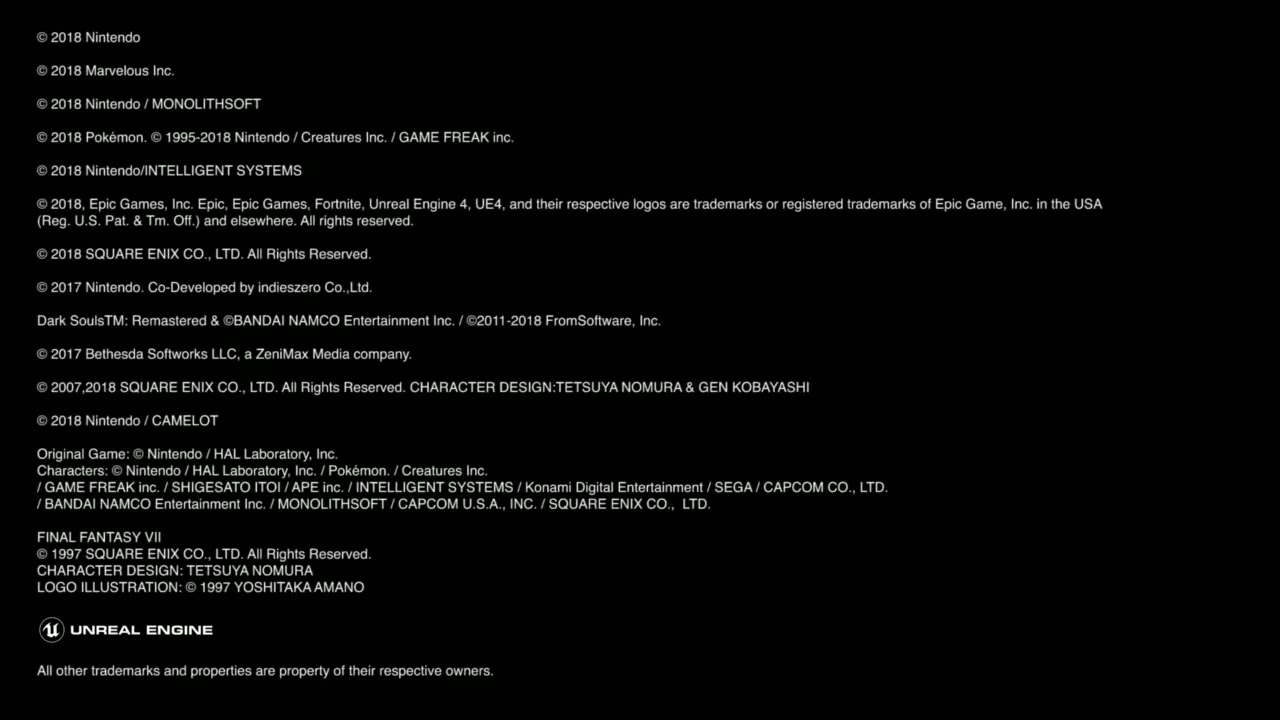 © 2018 Nintendo
© 2018 Marvelous Inc.
© 2018 Nintendo / MONOLITHSOFT
© 2018 Pokémon. © 1995-2018 Nintendo / Creatures Inc. / GAME FREAK inc.
© 2018 Nintendo/INTELLIGENT SYSTEMS
© 2018, Epic Games, Inc. Epic, Epic Games, Fortnite, Unreal Engine 4, UE4, and their respective logos are trademarks or registered trademarks of Epic Game, Inc. in the USA
(Reg. U.S. Pat. & Tm. Off.) and elsewhere. All rights reserved.
© 2018 SQUARE ENIX CO., LTD. All Rights Reserved.
© 2017 Nintendo. Co-Developed by indieszero Co.,Ltd.
Dark SoulsTM: Remastered & ©BANDAI NAMCO Entertainment Inc. / ©2011-2018 FromSoftware, Inc.
© 2017 Bethesda Softworks LLC, a ZeniMax Media company.
© 2007,2018 SQUARE ENIX CO., LTD. All Rights Reserved. CHARACTER DESIGN:TETSUYA NOMURA & GEN KOBAYASHI
© 2018 Nintendo / CAMELOT
Original Game: © Nintendo / HAL Laboratory, Inc.
Characters: © Nintendo / HAL Laboratory, Inc. / Pokémon. / Creatures Inc.
/ GAME FREAK inc. / SHIGESATO ITOI / APE inc. / INTELLIGENT SYSTEMS / Konami Digital Entertainment / SEGA / CAPCOM CO., LTD.
/ BANDAI NAMCO Entertainment Inc. / MONOLITHSOFT / CAPCOM U.S.A., INC. / SQUARE ENIX CO., LTD.
FINAL FANTASY VII
© 1997 SQUARE ENIX CO., LTD. All Rights Reserved.
CHARACTER DESIGN: TETSUYA NOMURA
LOGO ILLUSTRATION: © 1997 YOSHITAKA AMANO
UNREAL ENGINE
All other trademarks and properties are property of their respective owners.